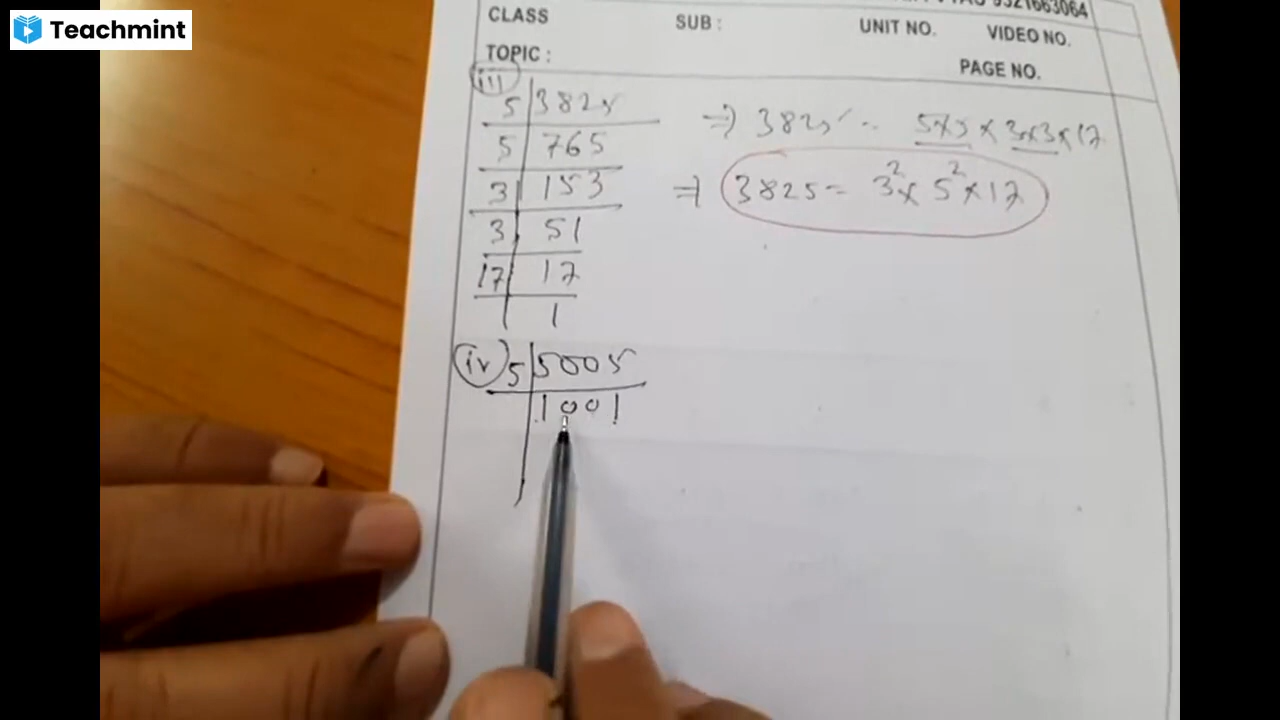 Teachmint
9321663064
CLASS SUB : UNIT NO. VIDEO NO.
TOPIC : PAGE NO.
iii
5 3825 ⇒ 3825 = 5×5 × 3×3×17
5 765
3 153 ⇒ 3825 = 3² × 5² × 17
3 51
17 17
1
iv 5 5005
1001